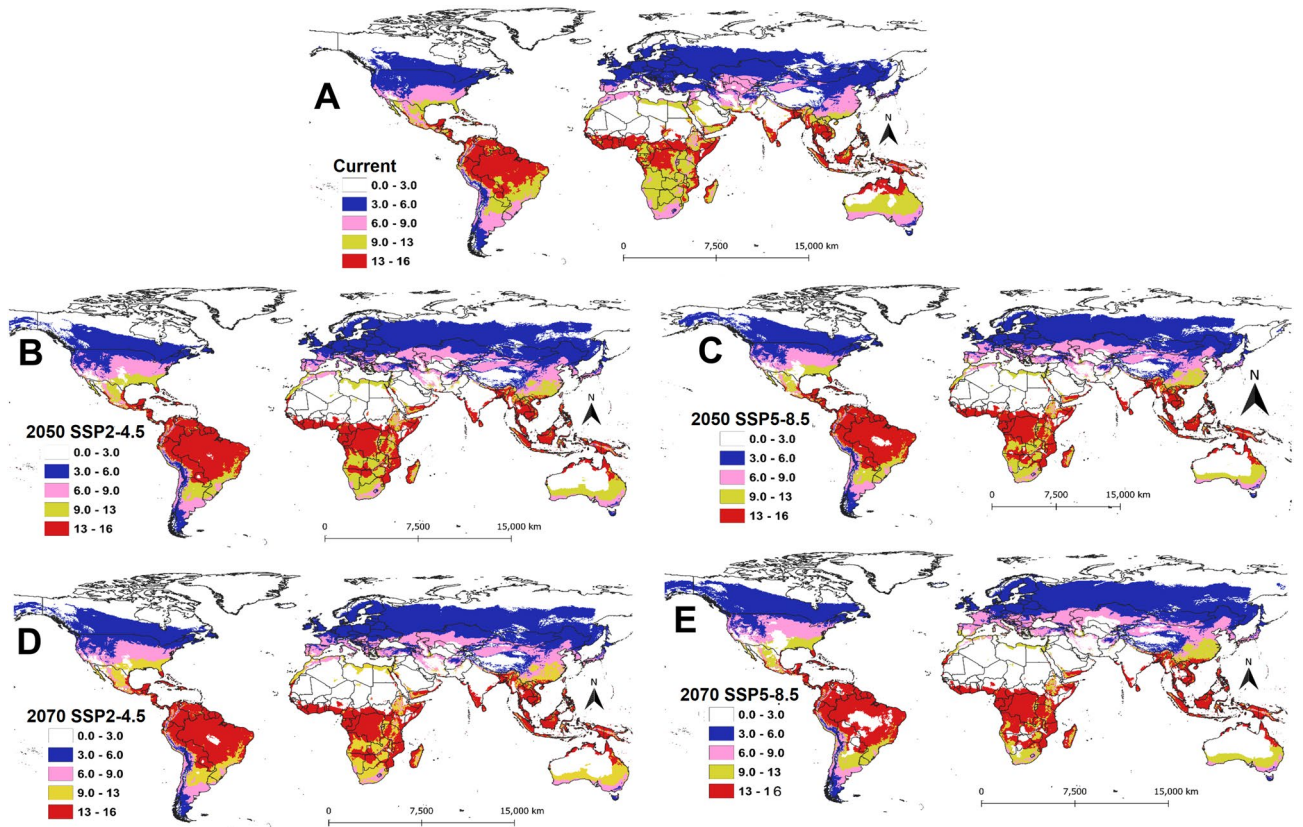 A
N
Current
0.0 - 3.0
3.0 - 6.0
6.0 - 9.0
9.0 - 13
13 - 16
0 7,500 15,000 km
B
N
2050 SSP2-4.5
0.0 - 3.0
3.0 - 6.0
6.0 - 9.0
9.0 - 13
13 - 16
0 7,500 15,000 km
C
N
2050 SSP5-8.5
0.0 - 3.0
3.0 - 6.0
6.0 - 9.0
9.0 - 13
13 - 16
0 7,500 15,000 km
D
N
2070 SSP2-4.5
0.0 - 3.0
3.0 - 6.0
6.0 - 9.0
9.0 - 13
13 - 16
0 7,500 15,000 km
E
N
2070 SSP5-8.5
0.0 - 3.0
3.0 - 6.0
6.0 - 9.0
9.0 - 13
13 - 16
0 7,500 15,000 km